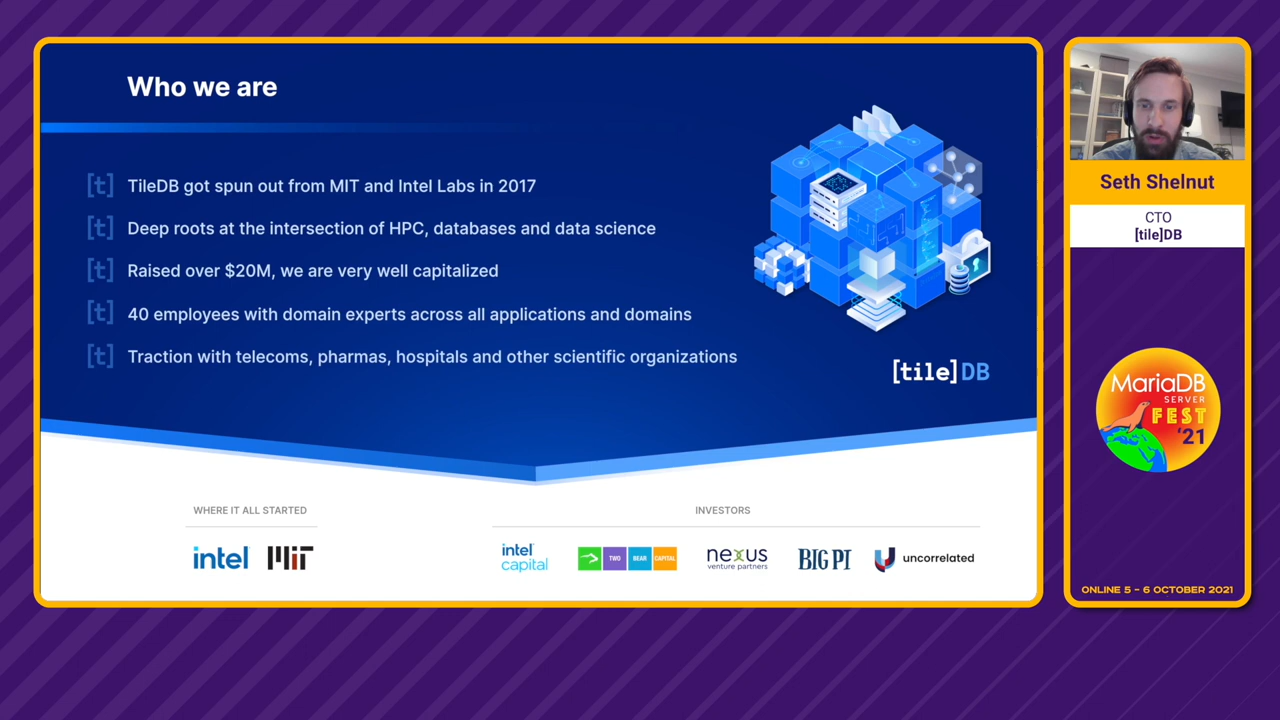 Who we are
[t] TileDB got spun out from MIT and Intel Labs in 2017
[t] Deep roots at the intersection of HPC, databases and data science
[t] Raised over $20M, we are very well capitalized
[t] 40 employees with domain experts across all applications and domains
[t] Traction with telecoms, pharmas, hospitals and other scientific organizations
[tile]DB
WHERE IT ALL STARTED
intel MIT
INVESTORS
intel capital
TWO BEAR CAPITAL
nexus
venture partners
BIG PI
uncorrelated
Seth Shelnut
CTO
[tile]DB
MariaDB
SERVER
FEST
'21
ONLINE 5 – 6 OCTOBER 2021